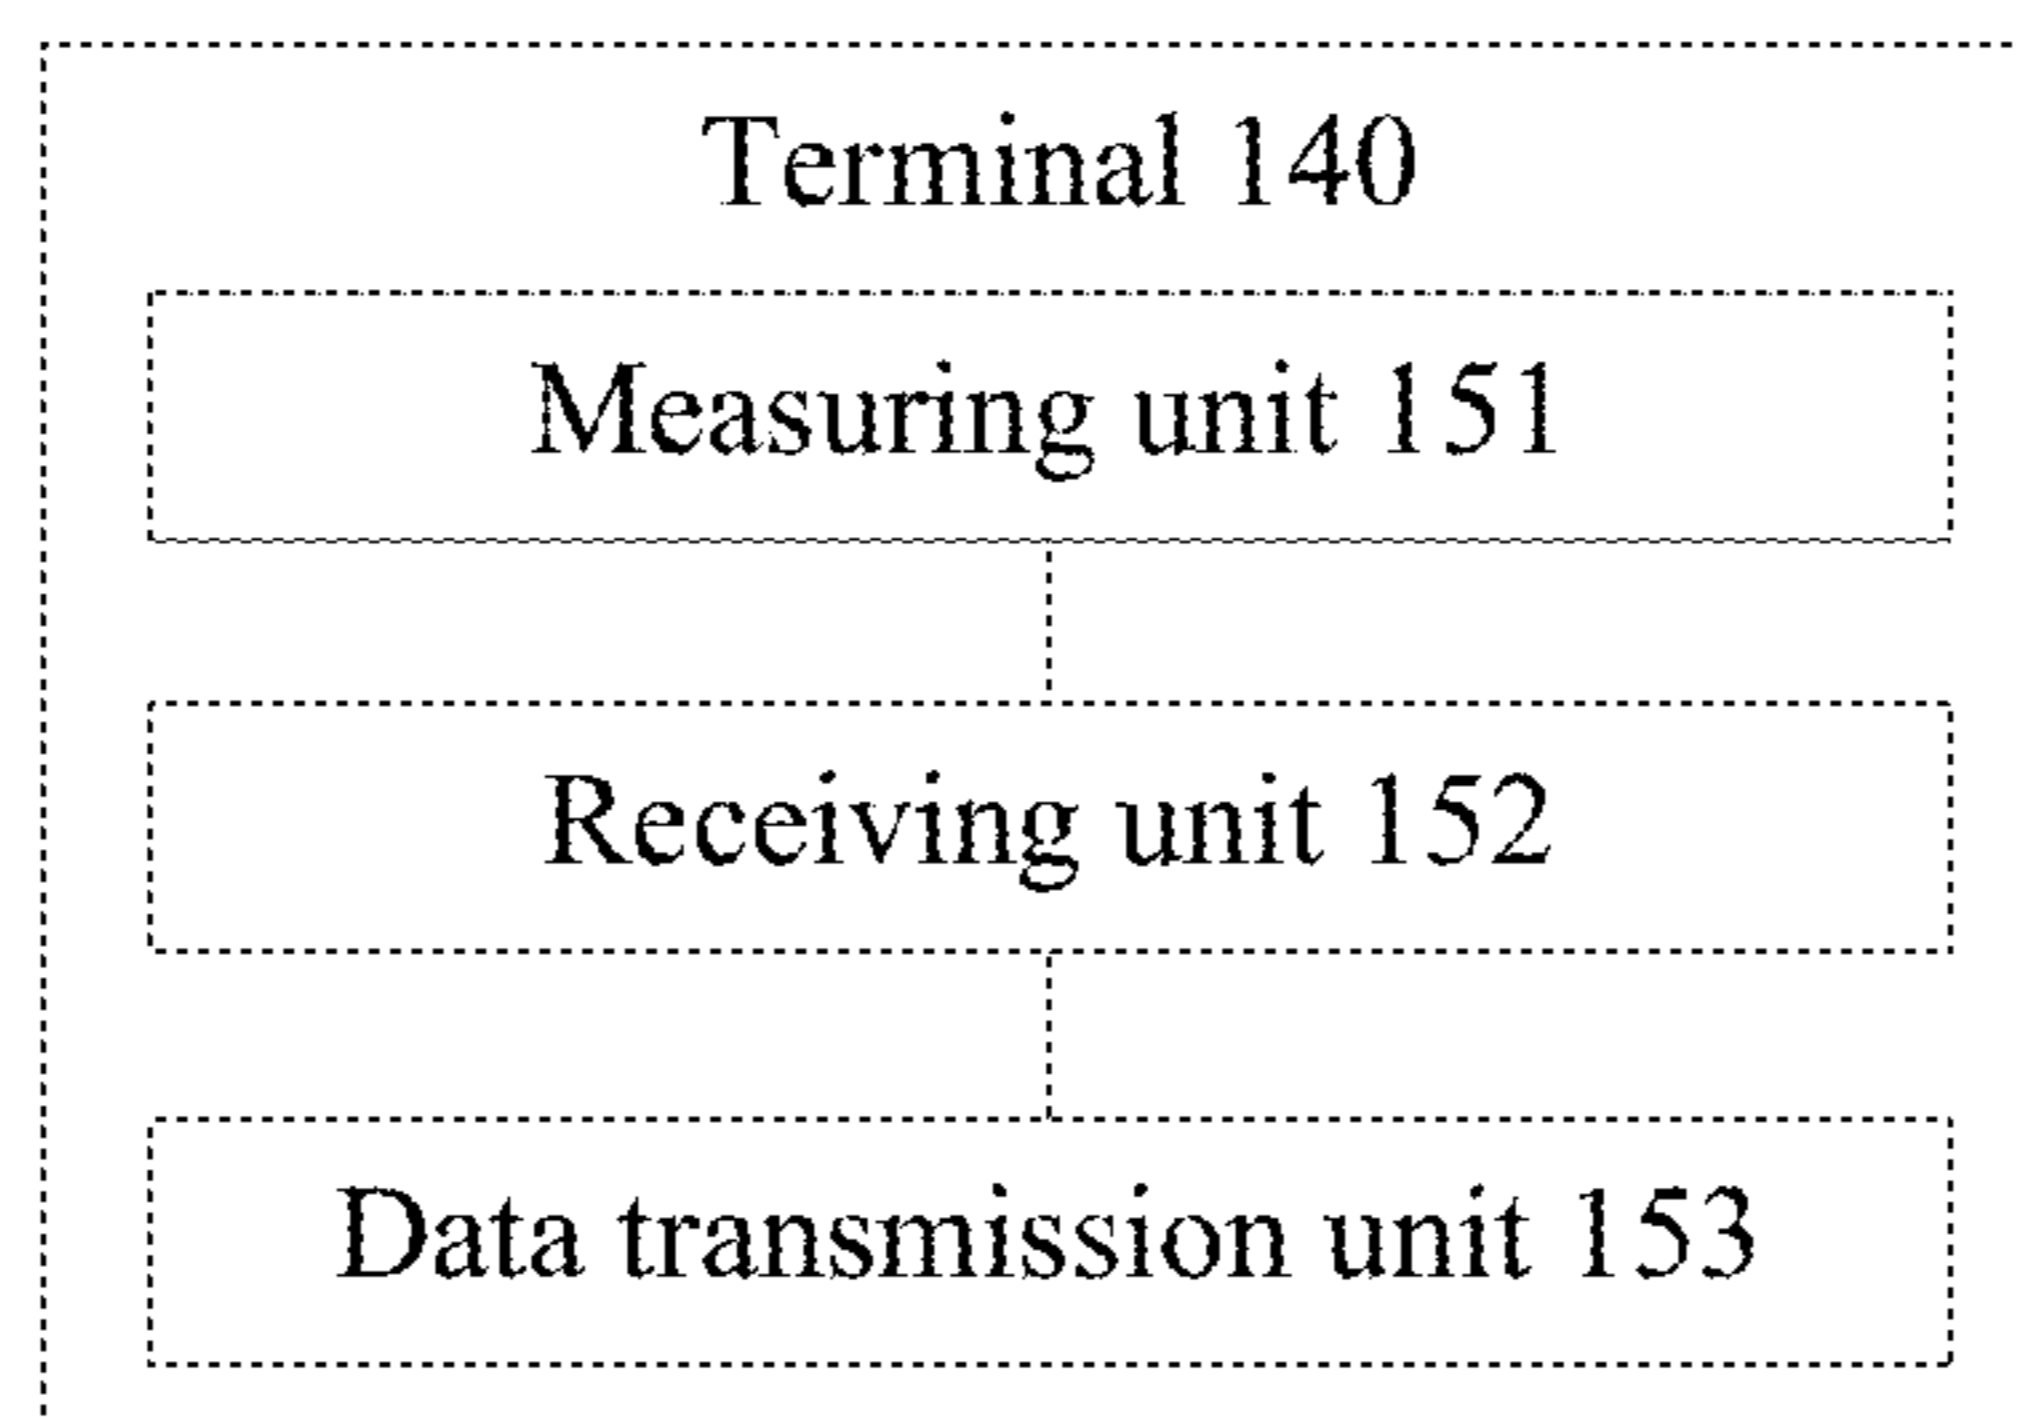 Terminal 140
Measuring unit 151
Receiving unit 152
Data transmission unit 153